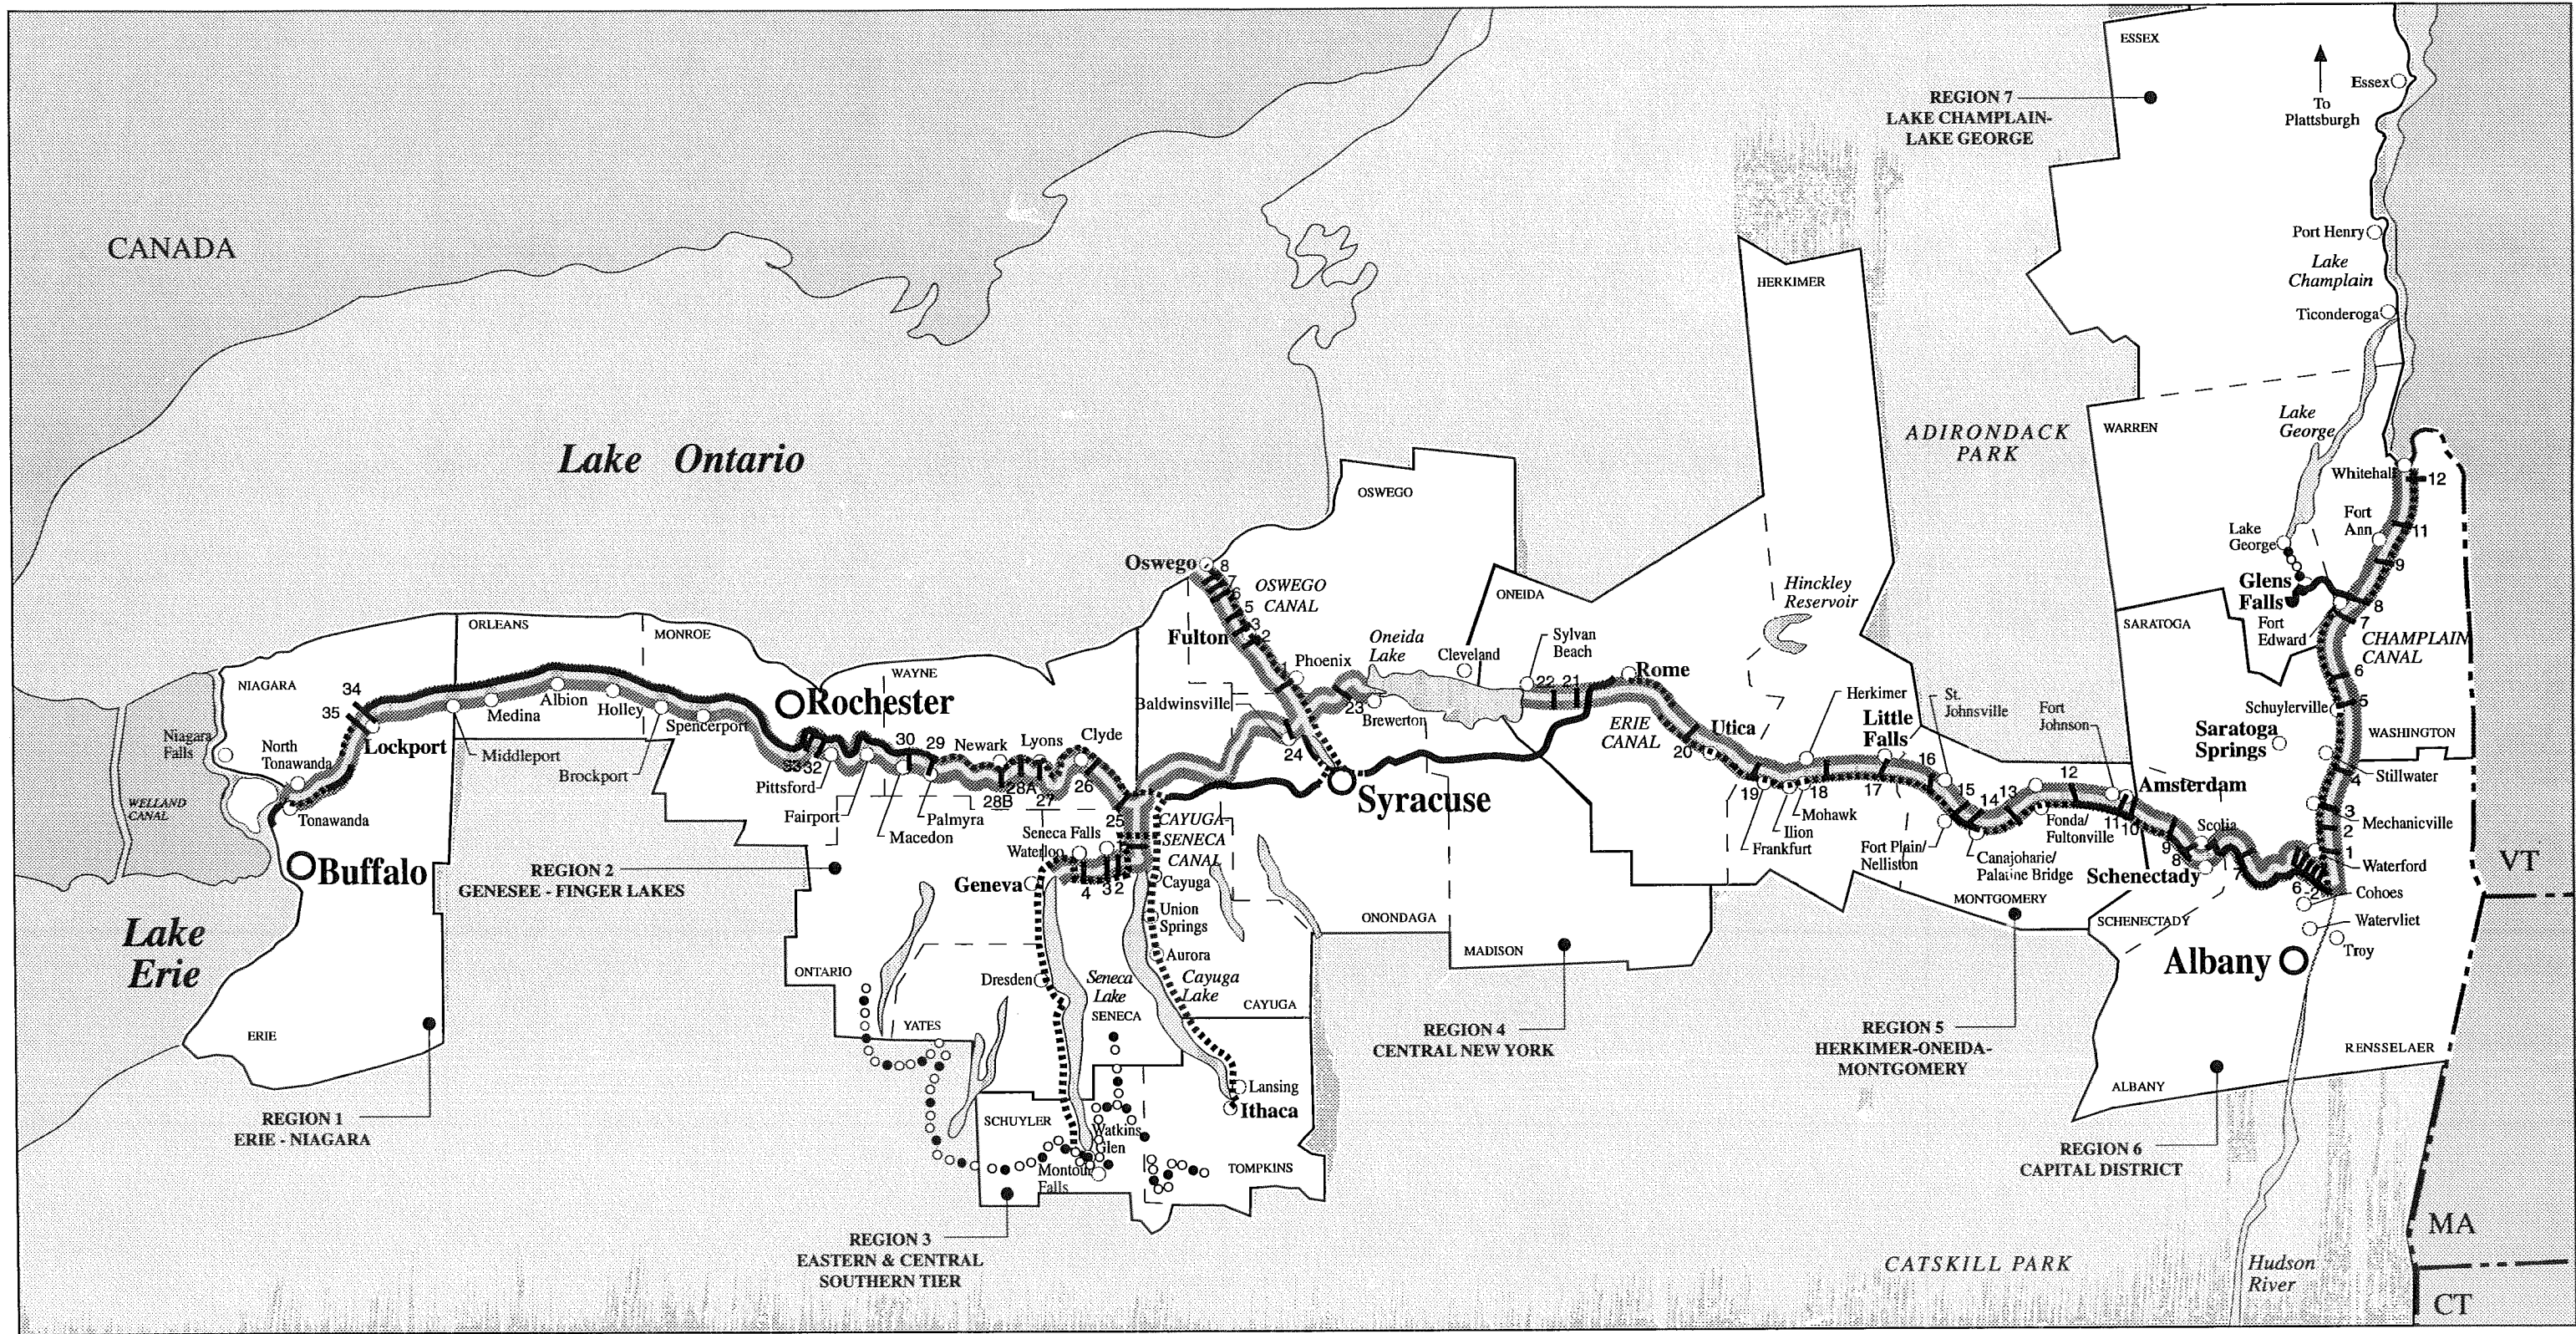 CANADA
Lake Ontario
Lake
Erie
WELLAND
CANAL
Niagara
Falls
NIAGARA
North
Tonawanda
Tonawanda
Buffalo
ERIE
REGION 1
ERIE - NIAGARA
34
35
Lockport
Middleport
ORLEANS
Medina
Albion
Holley
Brockport
Spencerport
MONROE
Rochester
33
32
Pittsford
Fairport
WAYNE
30
29
Macedon
Palmyra
Newark
28B
28A
Lyons
27
Clyde
26
25
REGION 2
GENESEE - FINGER LAKES
ONTARIO
YATES
Geneva
Waterloo
Seneca Falls
4
3
2
1
CAYUGA-
SENECA
CANAL
Cayuga
Union
Springs
Aurora
Cayuga
Lake
CAYUGA
Dresden
Seneca
Lake
SENECA
Lansing
Ithaca
SCHUYLER
Watkins
Glen
Montour
Falls
TOMPKINS
REGION 3
EASTERN & CENTRAL
SOUTHERN TIER
Oswego
8
7
6
5
3
2
1
OSWEGO
CANAL
Fulton
Phoenix
Baldwinsville
24
23
Brewerton
Oneida
Lake
Cleveland
OSWEGO
Sylvan
Beach
ONEIDA
22
21
Rome
Syracuse
ONONDAGA
MADISON
REGION 4
CENTRAL NEW YORK
ERIE
CANAL
Utica
20
19
Frankfurt
Ilion
Mohawk
18
HERKIMER
Hinckley
Reservoir
Herkimer
Little
Falls
17
16
St.
Johnsville
15
Fort Plain/
Nelliston
14
Canajoharie/
Palatine Bridge
13
12
Fonda/
Fultonville
Fort
Johnson
11
10
Amsterdam
MONTGOMERY
REGION 5
HERKIMER-ONEIDA-
MONTGOMERY
ADIRONDACK
PARK
REGION 7
LAKE CHAMPLAIN-
LAKE GEORGE
ESSEX
Essex
To
Plattsburgh
Port Henry
Lake
Champlain
Ticonderoga
WARREN
Lake
George
Whitehall
12
Fort
Ann
11
9
Lake
George
Glens
Falls
8
7
Fort
Edward
CHAMPLAIN
CANAL
SARATOGA
6
5
Schuylerville
Saratoga
Springs
WASHINGTON
4
Stillwater
3
Mechanicville
2
1
Waterford
Cohoes
Watervliet
Troy
Scotia
9
8
Schenectady
7
6
2
SCHENECTADY
Albany
RENSSELAER
ALBANY
REGION 6
CAPITAL DISTRICT
CATSKILL PARK
Hudson
River
VT
MA
CT